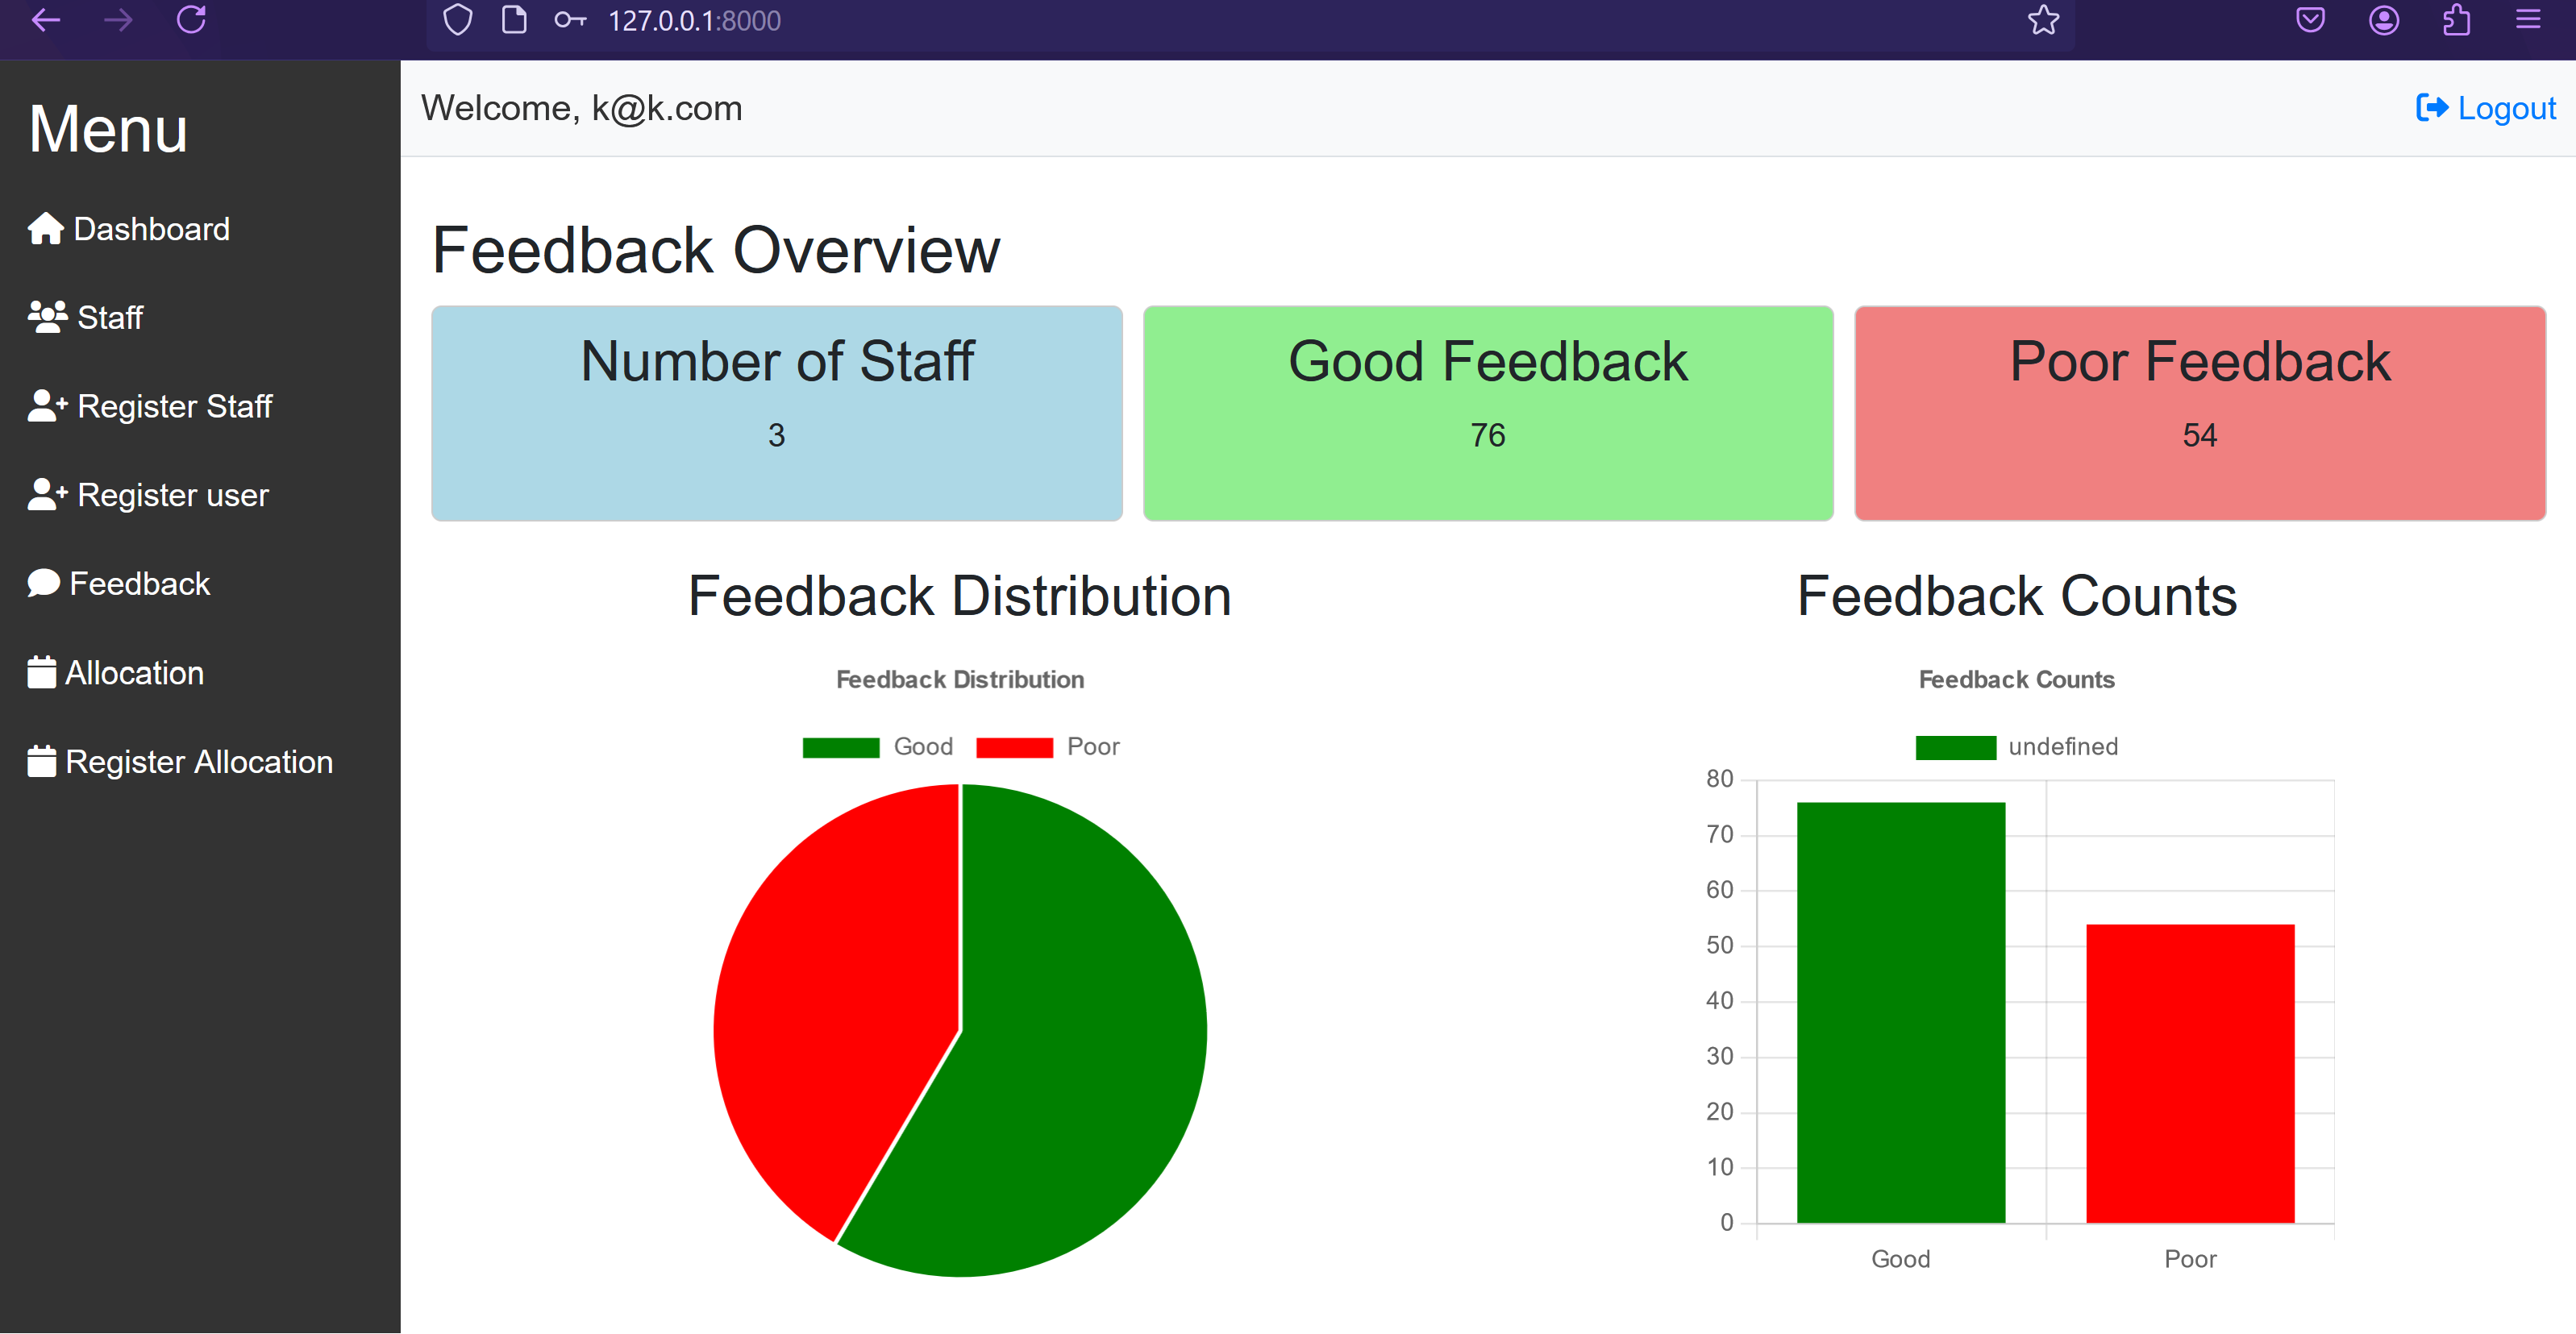 127.0.0.1:8000
Menu
Dashboard
Staff
Register Staff
Register user
Feedback
Allocation
Register Allocation
Welcome, k@k.com
Logout
Feedback Overview
Number of Staff
3
Good Feedback
76
Poor Feedback
54
Feedback Distribution
Feedback Distribution
Good Poor
Feedback Counts
Feedback Counts
undefined
80
70
60
50
40
30
20
10
0
Good Poor